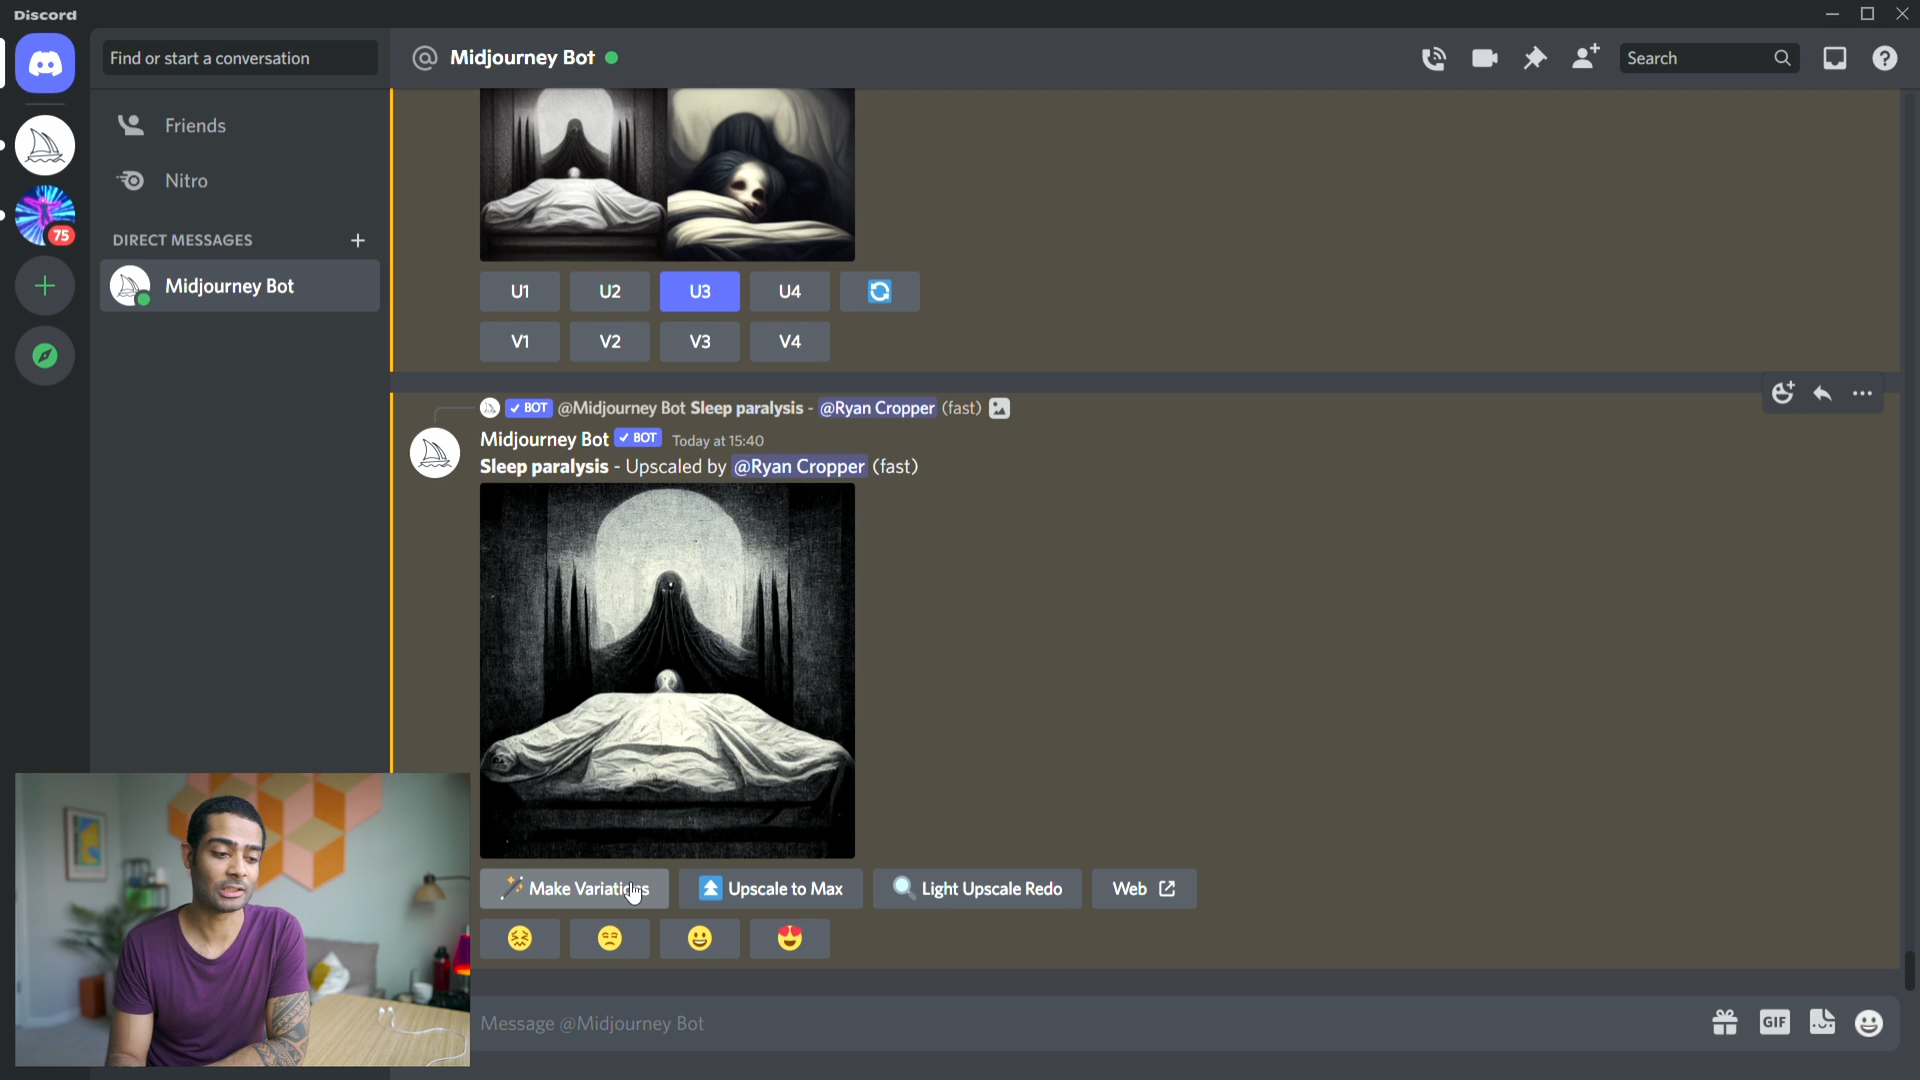 Discord
Find or start a conversation
Midjourney Bot
Search
Friends
Nitro
DIRECT MESSAGES
75
Midjourney Bot
U1 U2 U3 U4
V1 V2 V3 V4
BOT @Midjourney Bot Sleep paralysis - @Ryan Cropper (fast)
Midjourney Bot BOT Today at 15:40
Sleep paralysis - Upscaled by @Ryan Cropper (fast)
Make Variations Upscale to Max Light Upscale Redo Web
Message @Midjourney Bot
GIF